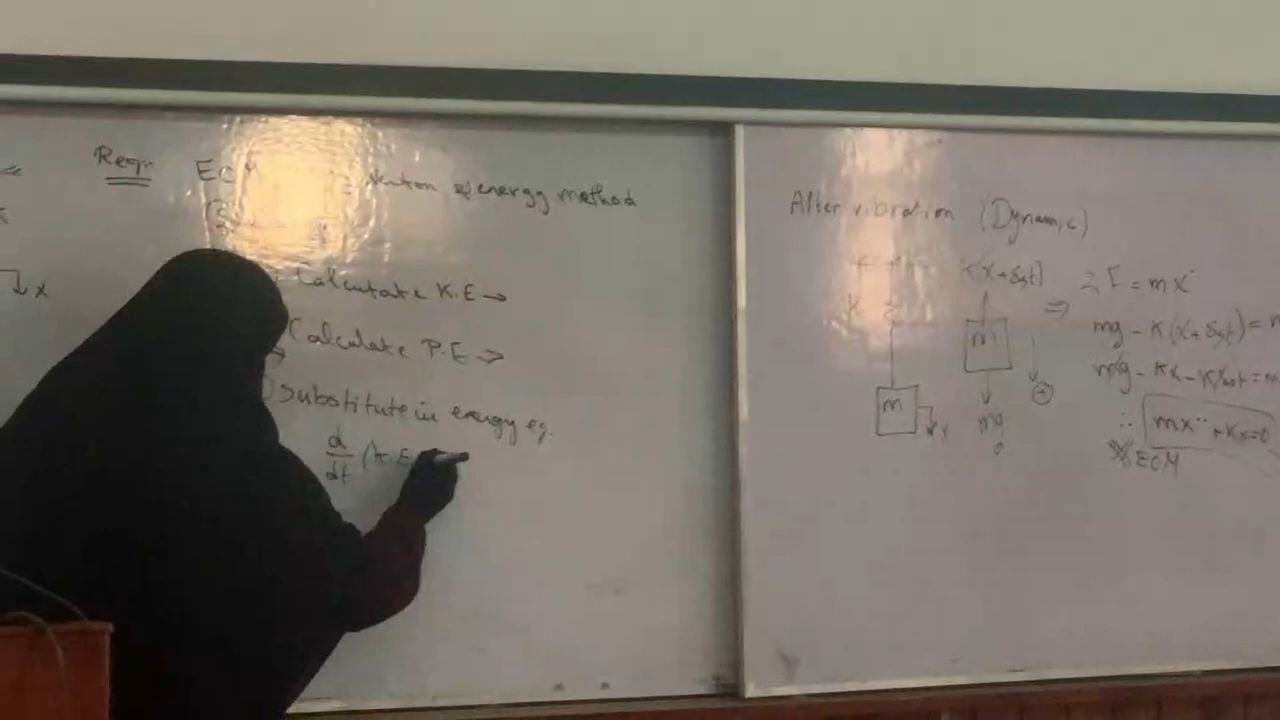 Req:- EOM
Newton & energy method
x
Calculate K.E →
Calculate P.E ⇒
substitute in energy eq.
d/dt (K.E
After vibration (Dynamic)
K(x+δst)
⇒ ΣF = mẍ
K
m
mg - K(x+δst) =
mg - Kx - Kδst =
m
x
mg
+
∴ mẍ + Kx=0
EOM